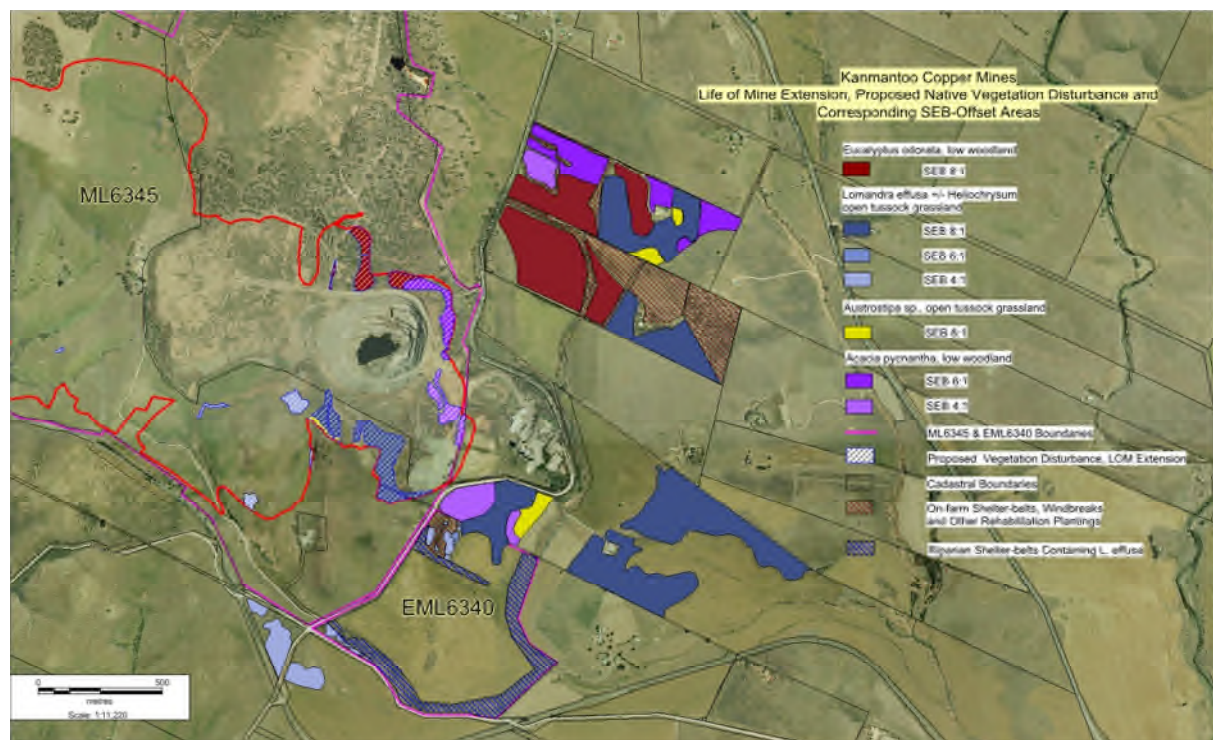 Kanmantoo Copper Mines
Life of Mine Extension, Proposed Native Vegetation Disturbance and
Corresponding SEB-Offset Areas
Eucalyptus odorata, low woodland
SEB 8:1
Lomandra effusa +/- Heliochrysum
open tussock grassland
SEB 8:1
SEB 6:1
SEB 4:1
Austrostipa sp., open tussock grassland
SEB 6:1
Acacia pycnantha, low woodland
SEB 6:1
SEB 4:1
ML6345 & EML6340 Boundaries
Proposed Vegetation Disturbance, LOM Extension
Cadastral Boundaries
On-farm Shelter-belts, Windbreaks
and Other Rehabilitation Plantings
Riparian Shelter-belts Containing L. effusa
ML6345
EML6340
0 500
metres
Scale: 1:11,220